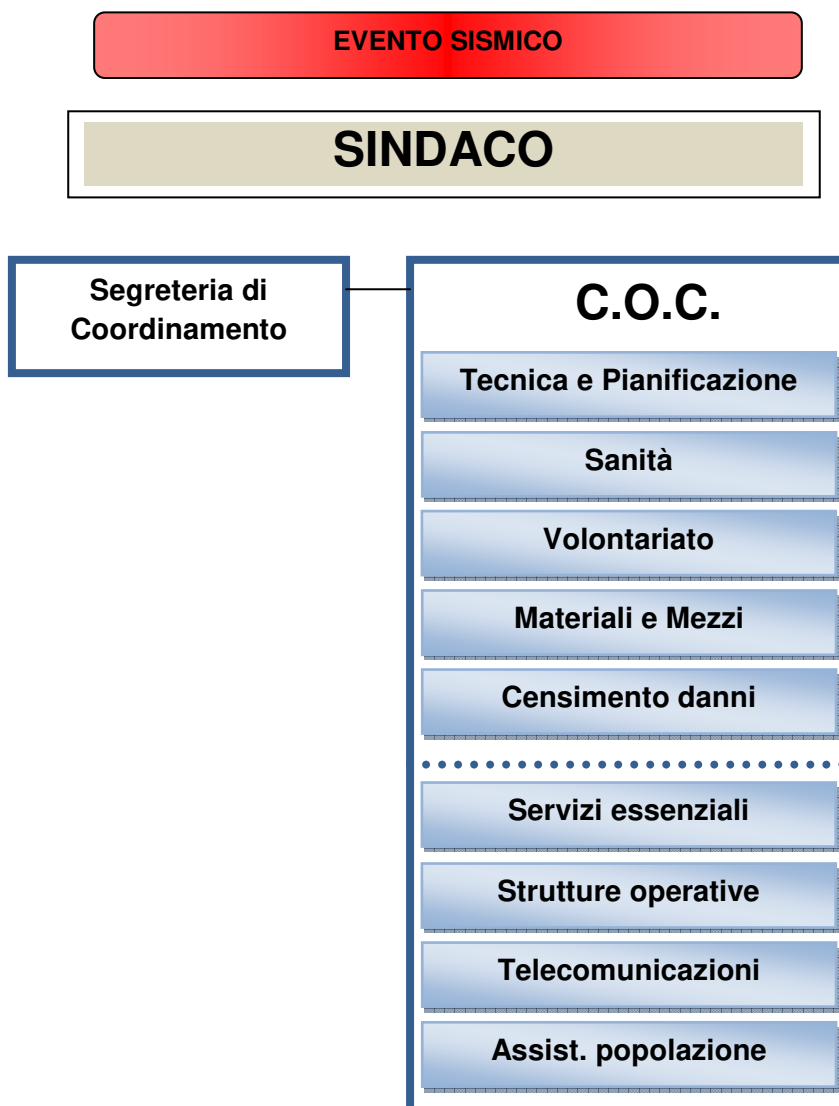 EVENTO SISMICO
SINDACO
Segreteria di
Coordinamento
C.O.C.
Tecnica e Pianificazione
Sanità
Volontariato
Materiali e Mezzi
Censimento danni
Servizi essenziali
Strutture operative
Telecomunicazioni
Assist. popolazione